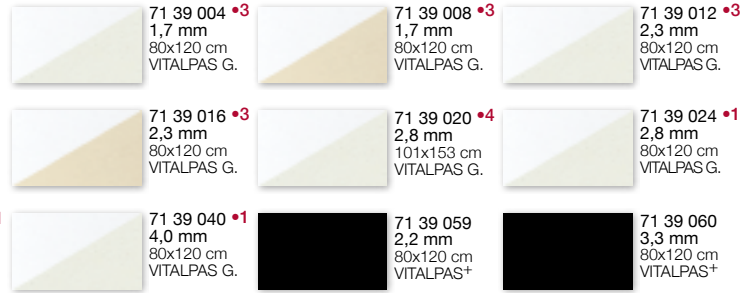 71 39 004 •3
1,7 mm
80x120 cm
VITALPAS G.
71 39 008 •3
1,7 mm
80x120 cm
VITALPAS G.
71 39 012 •3
2,3 mm
80x120 cm
VITALPAS G.
71 39 016 •3
2,3 mm
80x120 cm
VITALPAS G.
71 39 020 •4
2,8 mm
101x153 cm
VITALPAS G.
71 39 024 •1
2,8 mm
80x120 cm
VITALPAS G.
71 39 040 •1
4,0 mm
80x120 cm
VITALPAS G.
71 39 059
2,2 mm
80x120 cm
VITALPAS+
71 39 060
3,3 mm
80x120 cm
VITALPAS+